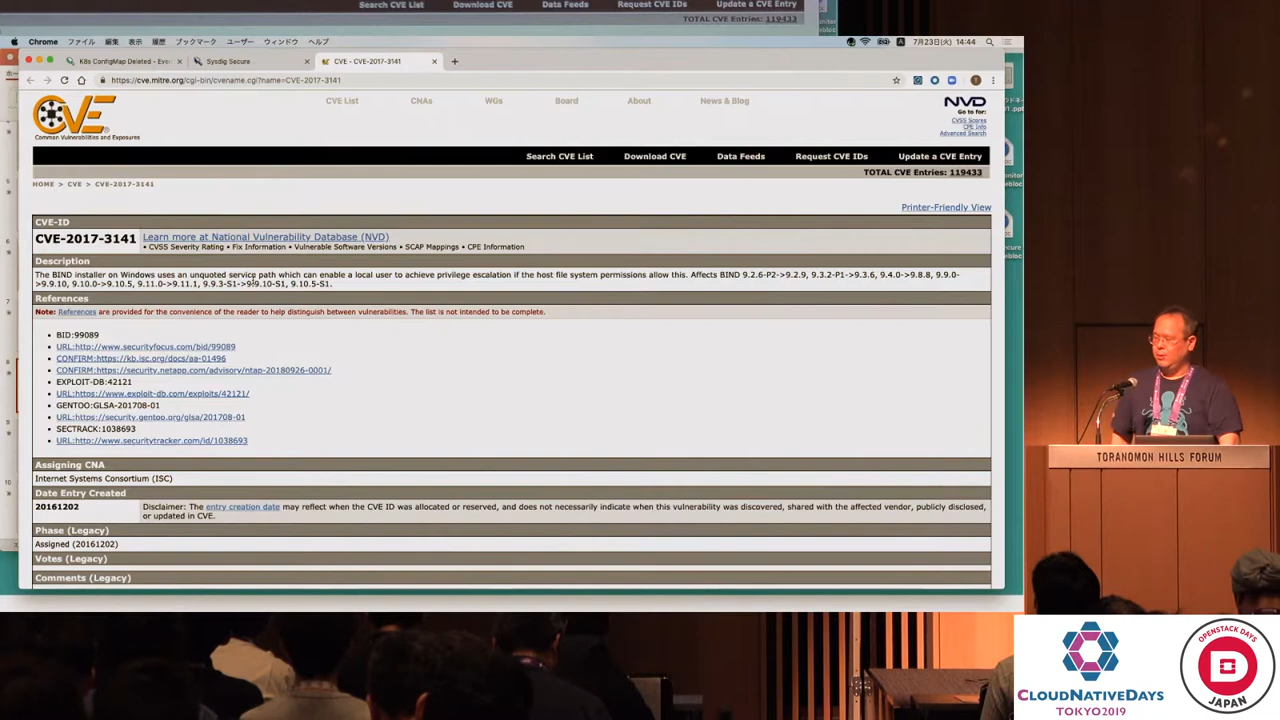 Search CVE List
Download CVE
Data Feeds
Request CVE IDs
Update a CVE Entry
TOTAL CVE Entries: 119433
Chrome ファイル 編集 表示 履歴 ブックマーク ユーザー ウィンドウ ヘルプ
7月23日(火) 14:44
K8s ConfigMap Deleted -
Sysdig Secure
CVE - CVE-2017-3141
https://cve.mitre.org/cgi-bin/cvename.cgi?name=CVE-2017-3141
CVE
Common Vulnerabilities and Exposures
CVE List
CNAs
WGs
Board
About
News & Blog
NVD
Go to for:
CVSS Scores
CPE Info
Advanced Search
Search CVE List
Download CVE
Data Feeds
Request CVE IDs
Update a CVE Entry
TOTAL CVE Entries: 119433
HOME > CVE > CVE-2017-3141
Printer-Friendly View
CVE-ID
CVE-2017-3141
Learn more at National Vulnerability Database (NVD)
• CVSS Severity Rating • Fix Information • Vulnerable Software Versions • SCAP Mappings • CPE Information
Description
The BIND installer on Windows uses an unquoted service path which can enable a local user to achieve privilege escalation if the host file system permissions allow this. Affects BIND 9.2.6-P2->9.2.9, 9.3.2-P1->9.3.6, 9.4.0->9.8.8, 9.9.0-
>9.9.10, 9.10.0->9.10.5, 9.11.0->9.11.1, 9.9.3-S1->9.9.10-S1, 9.10.5-S1.
References
Note: References are provided for the convenience of the reader to help distinguish between vulnerabilities. The list is not intended to be complete.
• BID:99089
• URL:http://www.securityfocus.com/bid/99089
• CONFIRM:https://kb.isc.org/docs/aa-01496
• CONFIRM:https://security.netapp.com/advisory/ntap-20180926-0001/
• EXPLOIT-DB:42121
• URL:https://www.exploit-db.com/exploits/42121/
• GENTOO:GLSA-201708-01
• URL:https://security.gentoo.org/glsa/201708-01
• SECTRACK:1038693
• URL:http://www.securitytracker.com/id/1038693
Assigning CNA
Internet Systems Consortium (ISC)
Date Entry Created
20161202
Disclaimer: The entry creation date may reflect when the CVE ID was allocated or reserved, and does not necessarily indicate when this vulnerability was discovered, shared with the affected vendor, publicly disclosed,
or updated in CVE.
Phase (Legacy)
Assigned (20161202)
Votes (Legacy)
Comments (Legacy)
TORANOMON HILLS FORUM
CLOUDNATIVEDAYS
TOKYO2019
OPENSTACK DAYS
JAPAN